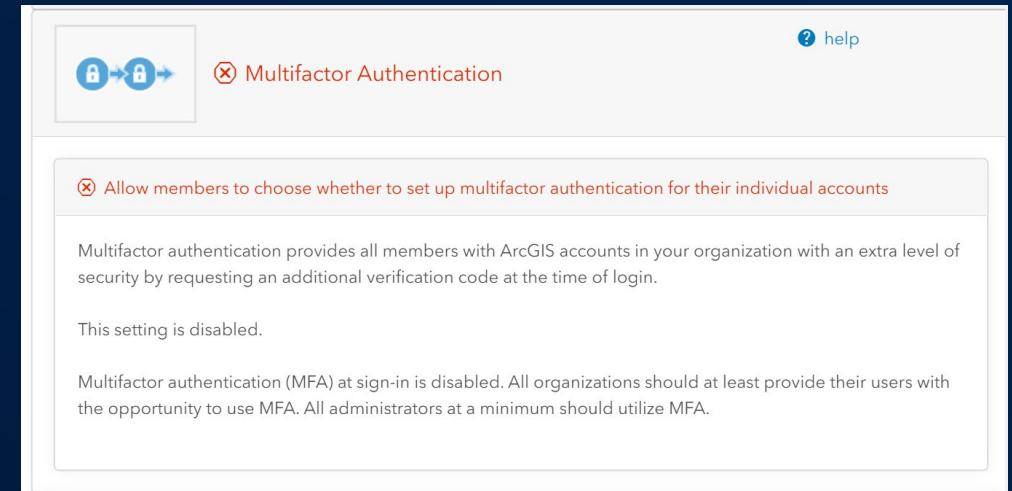 help
Multifactor Authentication
Allow members to choose whether to set up multifactor authentication for their individual accounts
Multifactor authentication provides all members with ArcGIS accounts in your organization with an extra level of
security by requesting an additional verification code at the time of login.
This setting is disabled.
Multifactor authentication (MFA) at sign-in is disabled. All organizations should at least provide their users with
the opportunity to use MFA. All administrators at a minimum should utilize MFA.